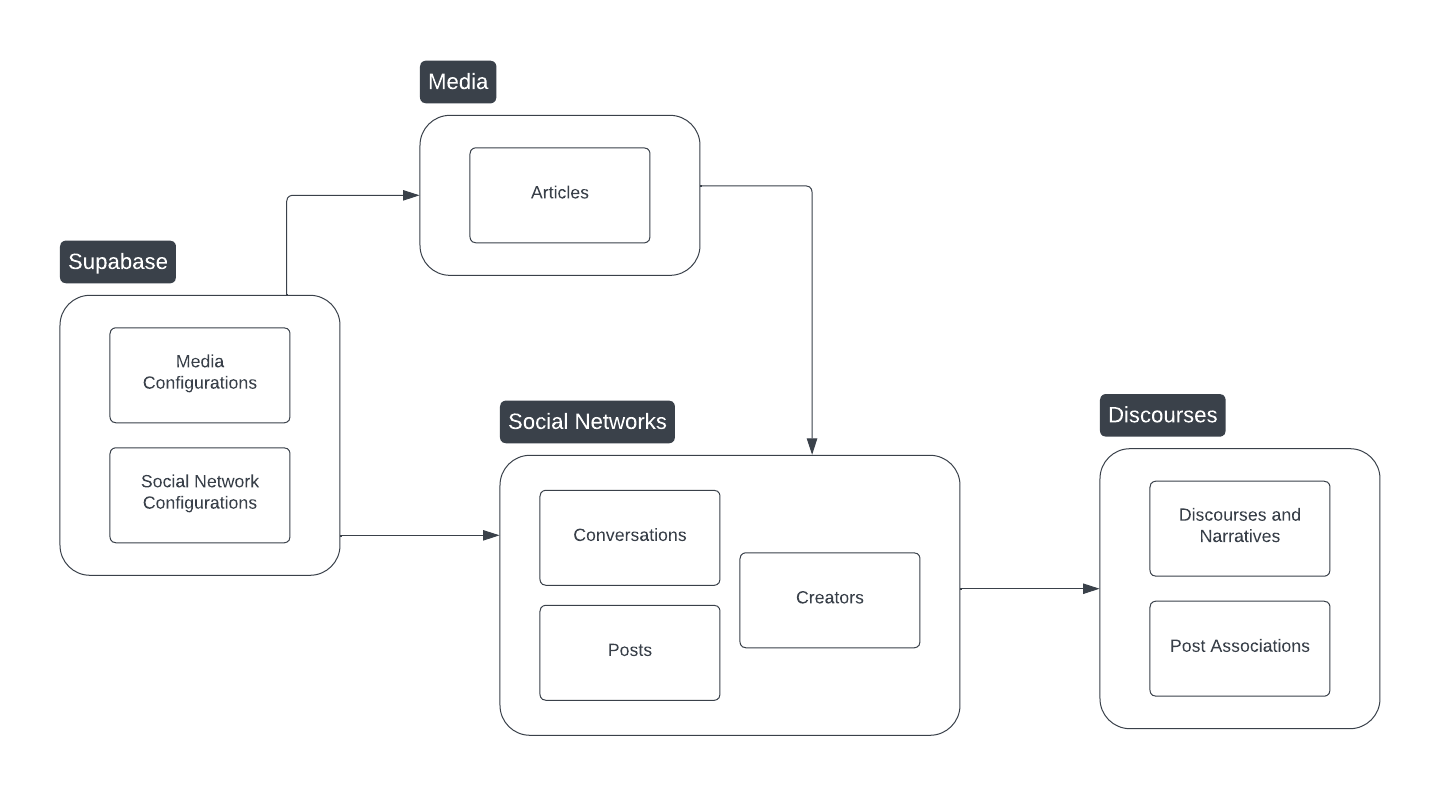 Media
Articles
Supabase
Media
Configurations
Social Network
Configurations
Social Networks
Conversations
Creators
Posts
Discourses
Discourses and
Narratives
Post Associations